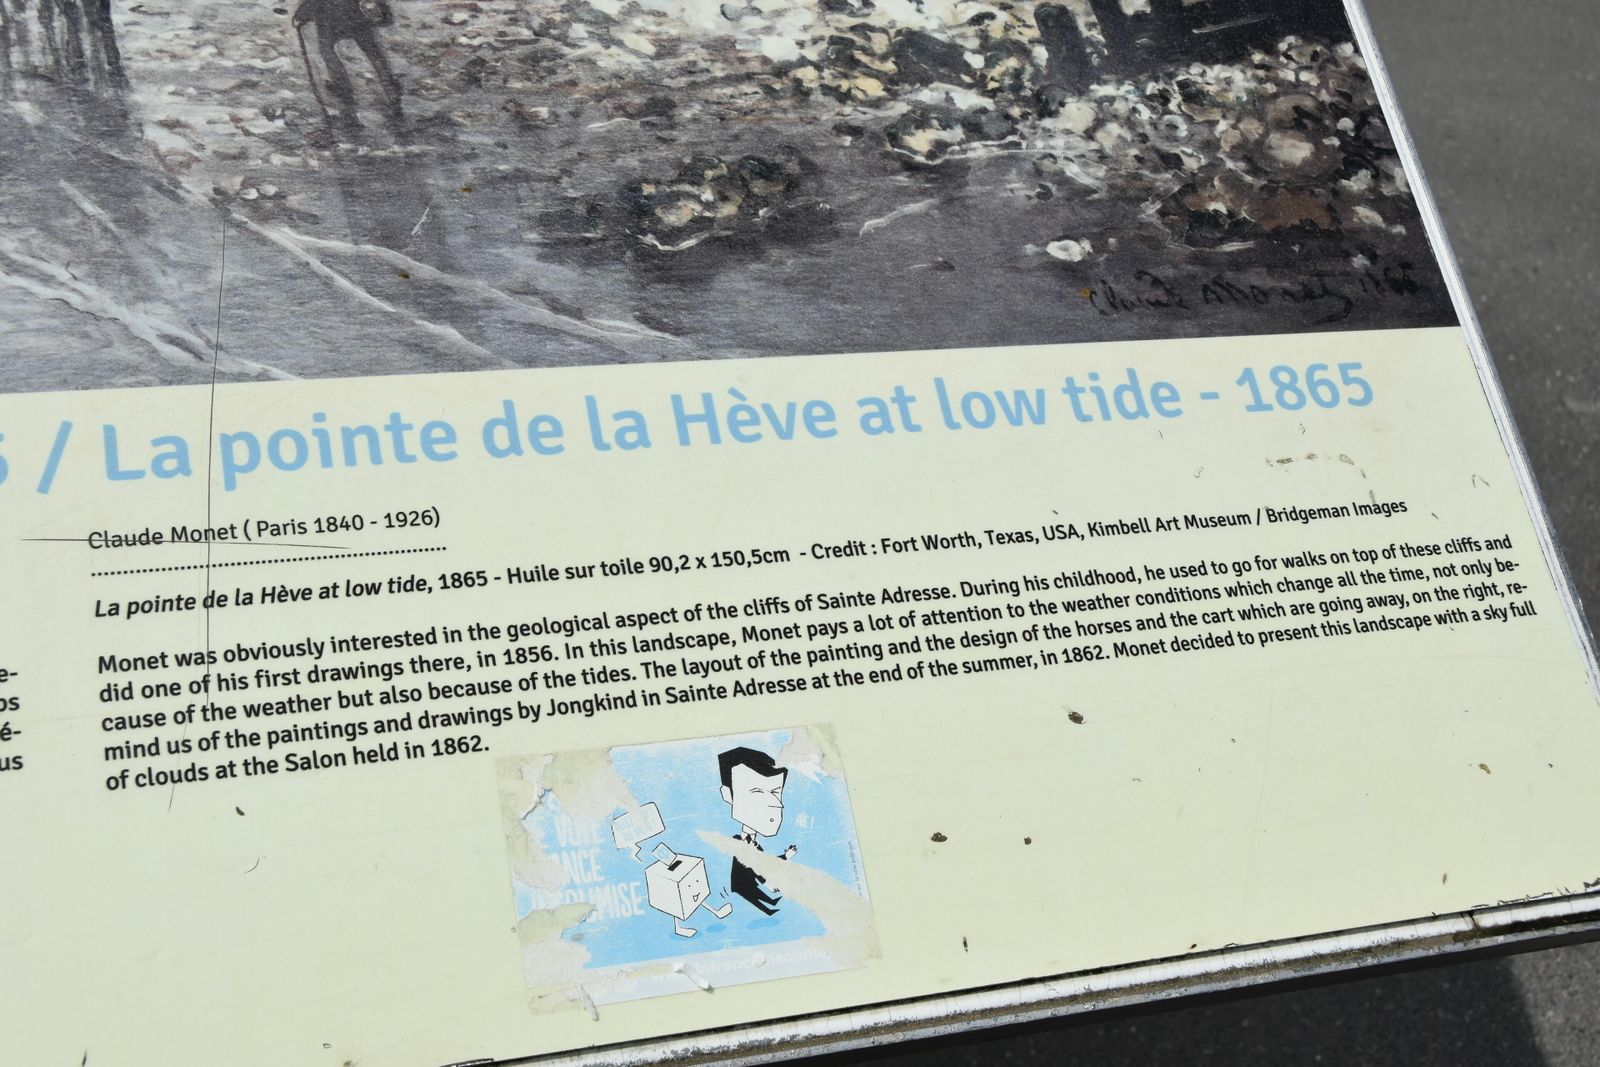 Claude Monet 1865
5 / La pointe de la Hève at low tide - 1865
Claude Monet ( Paris 1840 - 1926)
La pointe de la Hève at low tide, 1865 - Huile sur toile 90,2 x 150,5cm - Credit : Fort Worth, Texas, USA, Kimbell Art Museum / Bridgeman Images
Monet was obviously interested in the geological aspect of the cliffs of Sainte Adresse. During his childhood, he used to go for walks on top of these cliffs and
did one of his first drawings there, in 1856. In this landscape, Monet pays a lot of attention to the weather conditions which change all the time, not only be-
cause of the weather but also because of the tides. The layout of the painting and the design of the horses and the cart which are going away, on the right, re-
mind us of the paintings and drawings by Jongkind in Sainte Adresse at the end of the summer, in 1862. Monet decided to present this landscape with a sky full
of clouds at the Salon held in 1862.
e-
os
é-
us
AÏE !